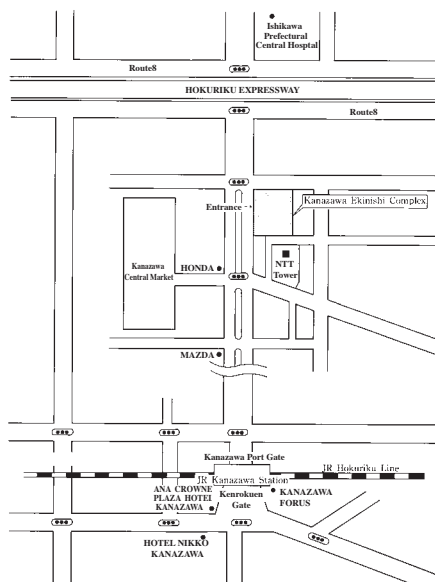 Ishikawa
Prefectural
Central Hosptal
Route8
HOKURIKU EXPRESSWAY
Route8
Entrance
Kanazawa Ekinishi Complex
Kanazawa
Central Market
HONDA
NTT
Tower
MAZDA
Kanazawa Port Gate
JR Hokuriku Line
JR Kanazawa Station
ANA CROWNE
PLAZA HOTEl
KANAZAWA
Kenrokuen
Gate
KANAZAWA
FORUS
HOTEL NIKKO
KANAZAWA